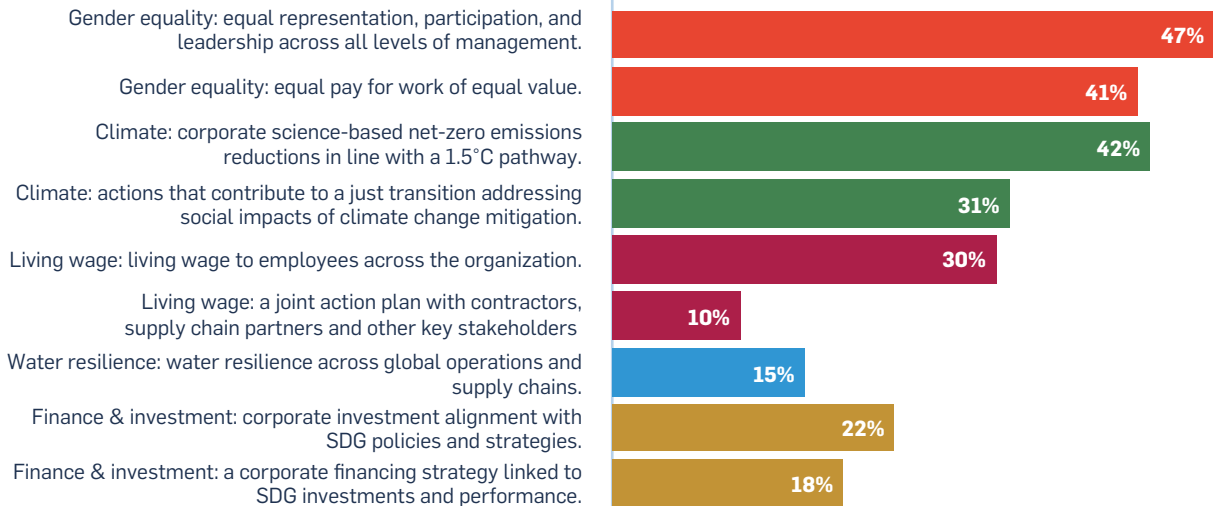 Gender equality: equal representation, participation, and
leadership across all levels of management.
47%
Gender equality: equal pay for work of equal value.
41%
Climate: corporate science-based net-zero emissions
reductions in line with a 1.5°C pathway.
42%
Climate: actions that contribute to a just transition addressing
social impacts of climate change mitigation.
31%
Living wage: living wage to employees across the organization.
30%
Living wage: a joint action plan with contractors,
supply chain partners and other key stakeholders
10%
Water resilience: water resilience across global operations and
supply chains.
15%
Finance & investment: corporate investment alignment with
SDG policies and strategies.
22%
Finance & investment: a corporate financing strategy linked to
SDG investments and performance.
18%